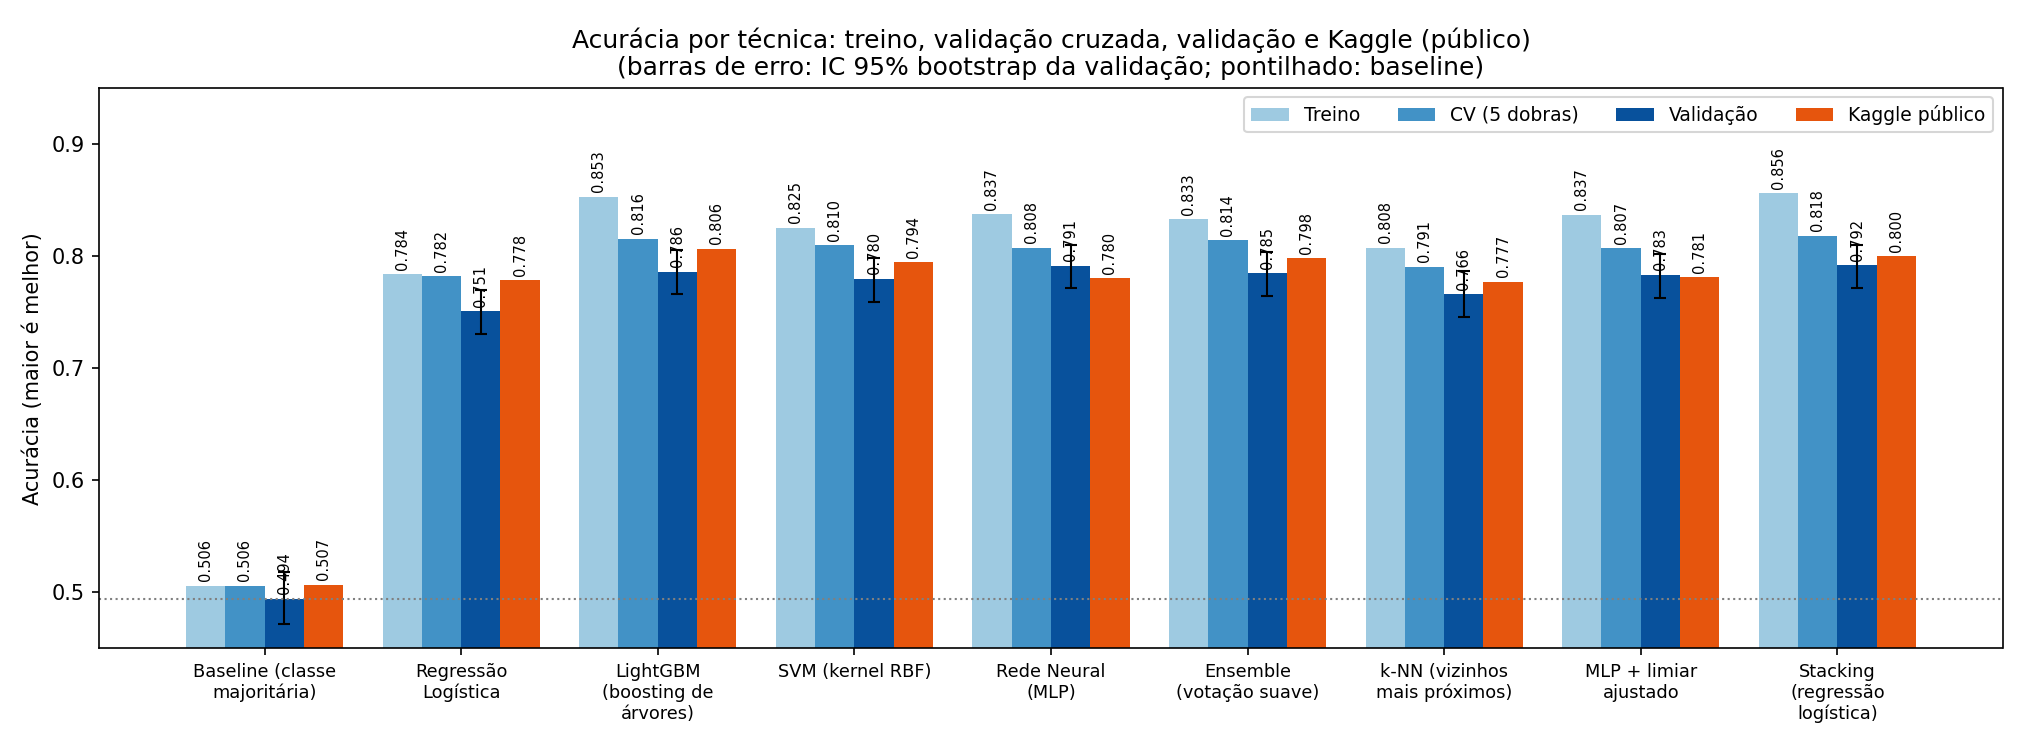 Acurácia por técnica: treino, validação cruzada, validação e Kaggle (público)
(barras de erro: IC 95% bootstrap da validação; pontilhado: baseline)
Treino
CV (5 dobras)
Validação
Kaggle público
Acurácia (maior é melhor)
0.9
0.8
0.7
0.6
0.5
0.506
0.506
0.494
0.507
0.784
0.782
0.751
0.778
0.853
0.816
0.786
0.806
0.825
0.810
0.780
0.794
0.837
0.808
0.791
0.780
0.833
0.814
0.785
0.798
0.808
0.791
0.766
0.777
0.837
0.807
0.783
0.781
0.856
0.818
0.792
0.800
Baseline (classe
majoritária)
Regressão
Logística
LightGBM
(boosting de
árvores)
SVM (kernel RBF)
Rede Neural
(MLP)
Ensemble
(votação suave)
k-NN (vizinhos
mais próximos)
MLP + limiar
ajustado
Stacking
(regressão
logística)